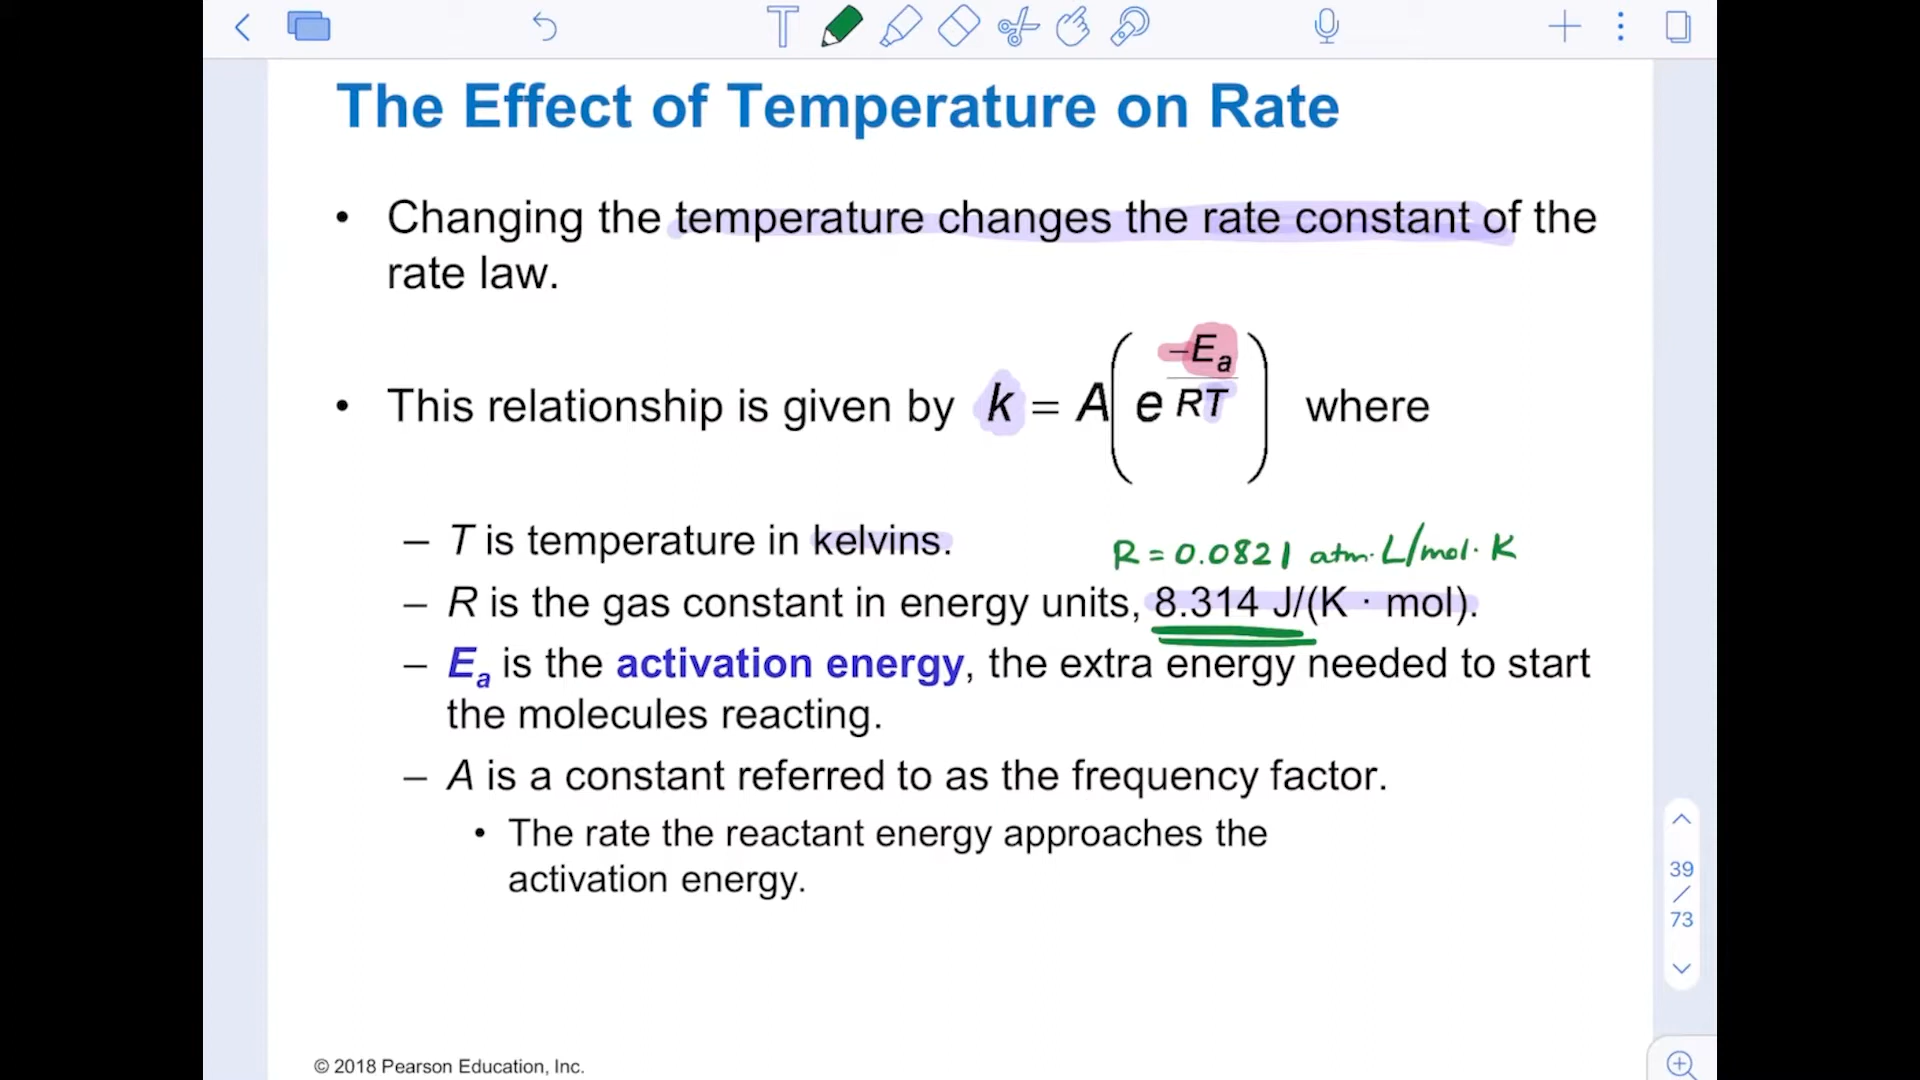 The Effect of Temperature on Rate
• Changing the temperature changes the rate constant of the
rate law.
• This relationship is given by k = A(e^(-Ea/RT)) where
– T is temperature in kelvins.
R = 0.0821 atm·L/mol·K
– R is the gas constant in energy units, 8.314 J/(K · mol).
– Ea is the activation energy, the extra energy needed to start
the molecules reacting.
– A is a constant referred to as the frequency factor.
• The rate the reactant energy approaches the
activation energy.
39
/
73
© 2018 Pearson Education, Inc.